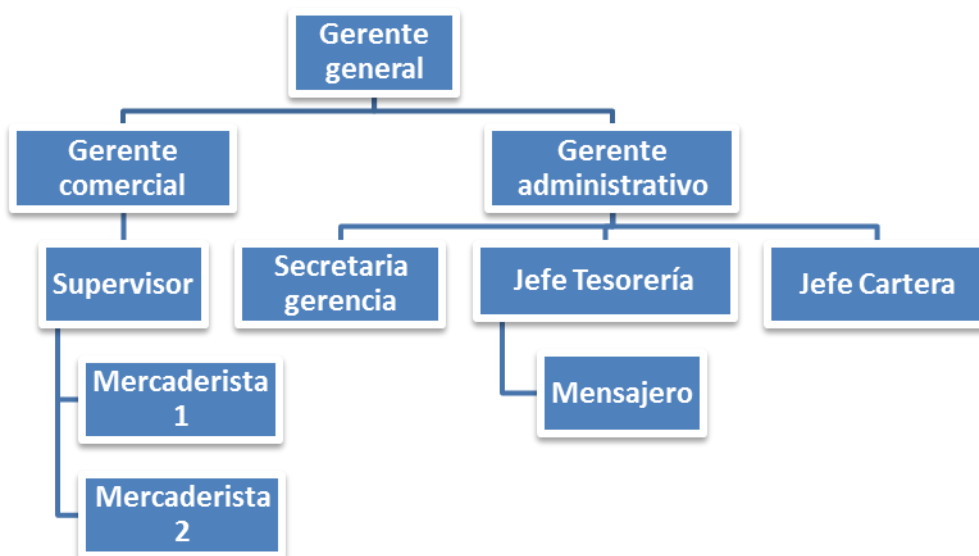 Gerente
general
Gerente
comercial
Gerente
administrativo
Supervisor
Secretaria
gerencia
Jefe Tesorería
Jefe Cartera
Mercaderista
1
Mensajero
Mercaderista
2